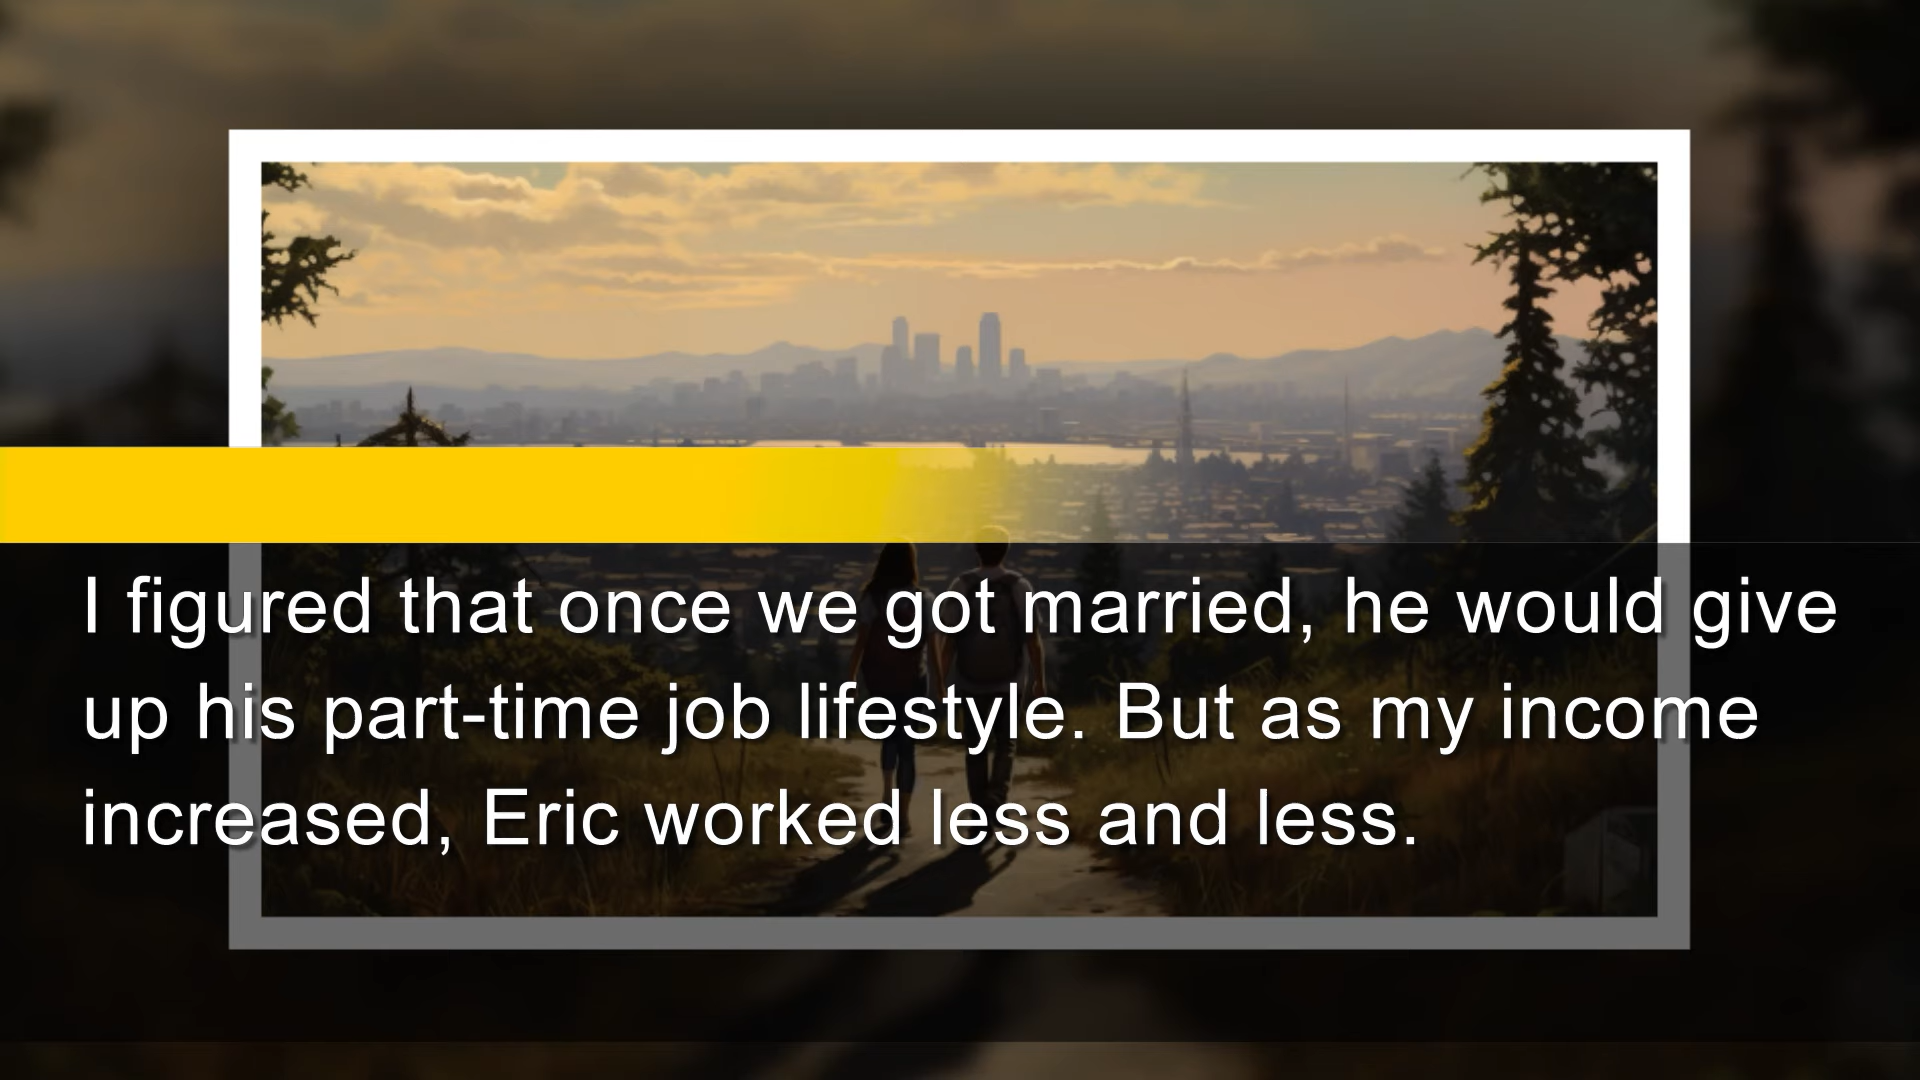 I figured that once we got married, he would give
up his part-time job lifestyle. But as my income
increased, Eric worked less and less.